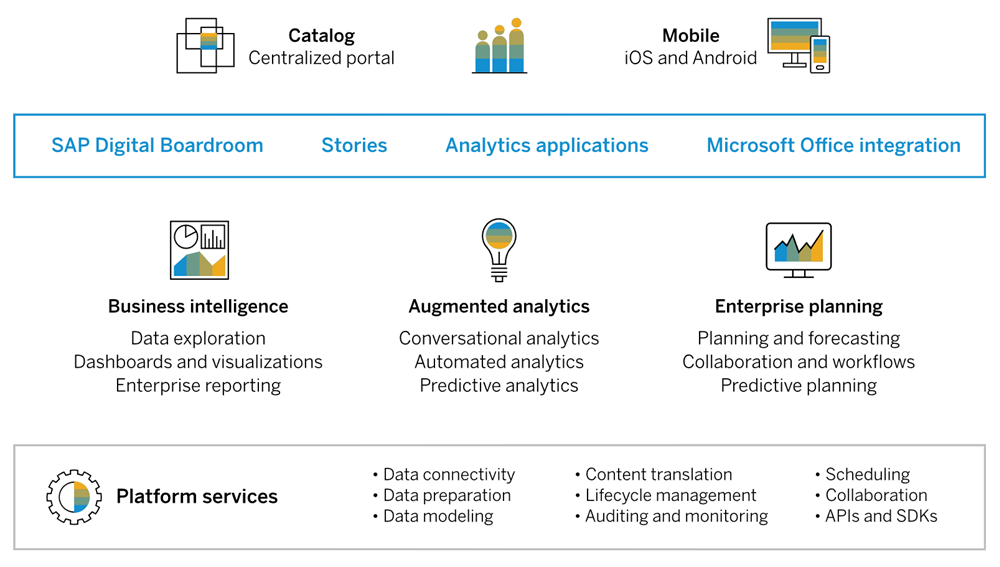 Catalog
Centralized portal
Mobile
iOS and Android
SAP Digital Boardroom
Stories
Analytics applications
Microsoft Office integration
Business intelligence
Data exploration
Dashboards and visualizations
Enterprise reporting
Augmented analytics
Conversational analytics
Automated analytics
Predictive analytics
Enterprise planning
Planning and forecasting
Collaboration and workflows
Predictive planning
Platform services
• Data connectivity
• Data preparation
• Data modeling
• Content translation
• Lifecycle management
• Auditing and monitoring
• Scheduling
• Collaboration
• APIs and SDKs